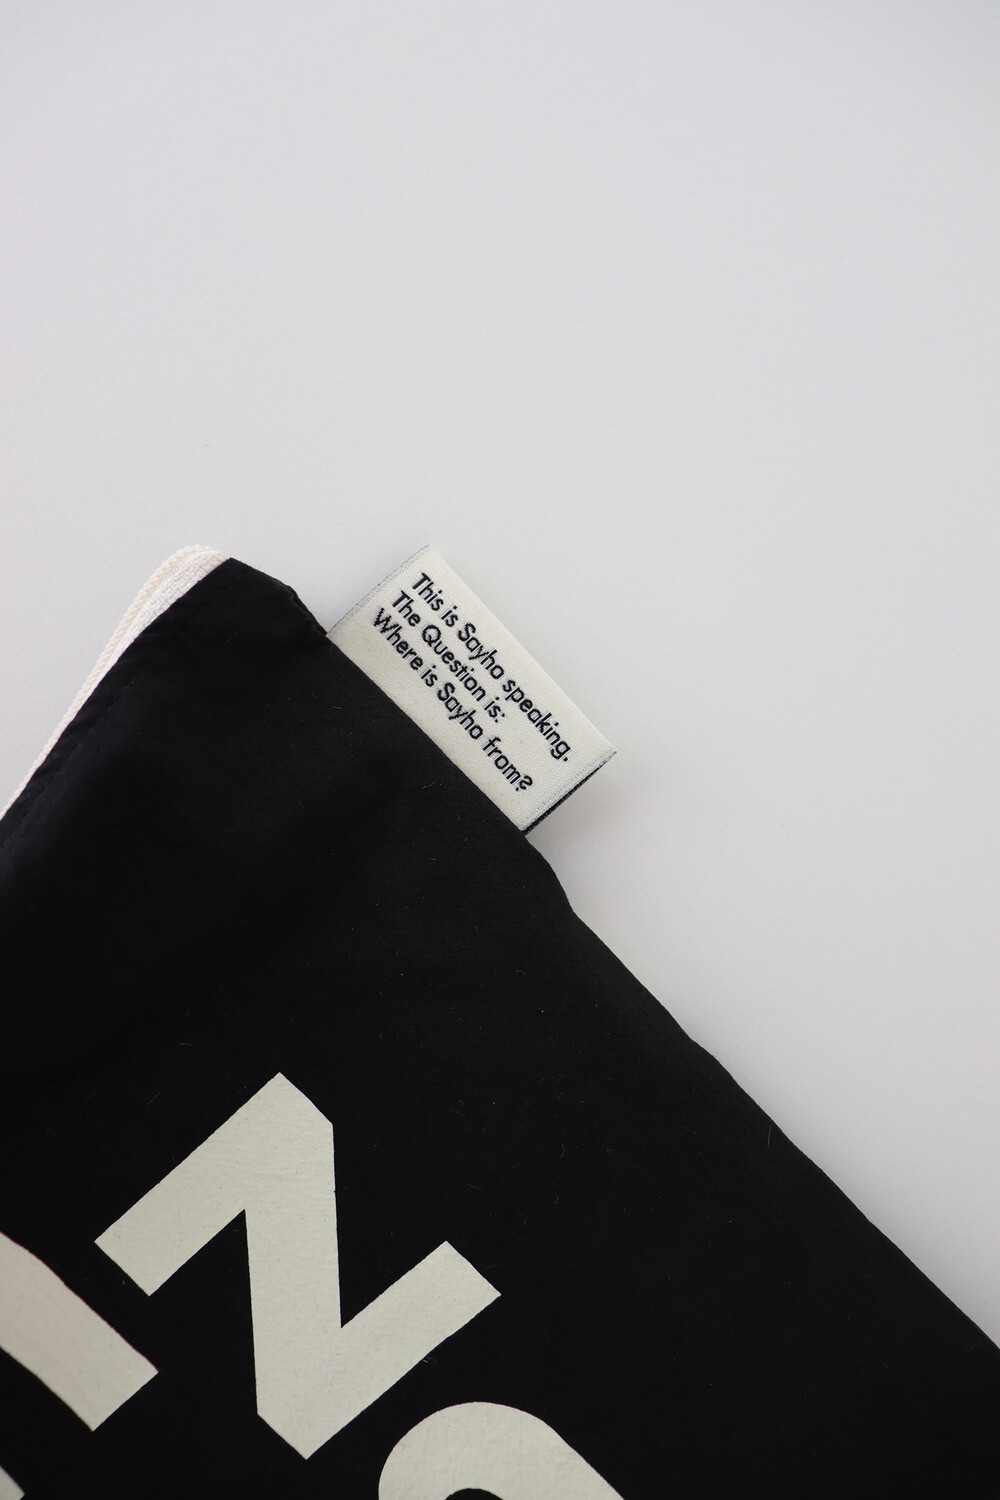 This is Sayho speaking.
The Question is:
Where is Sayho from?
N